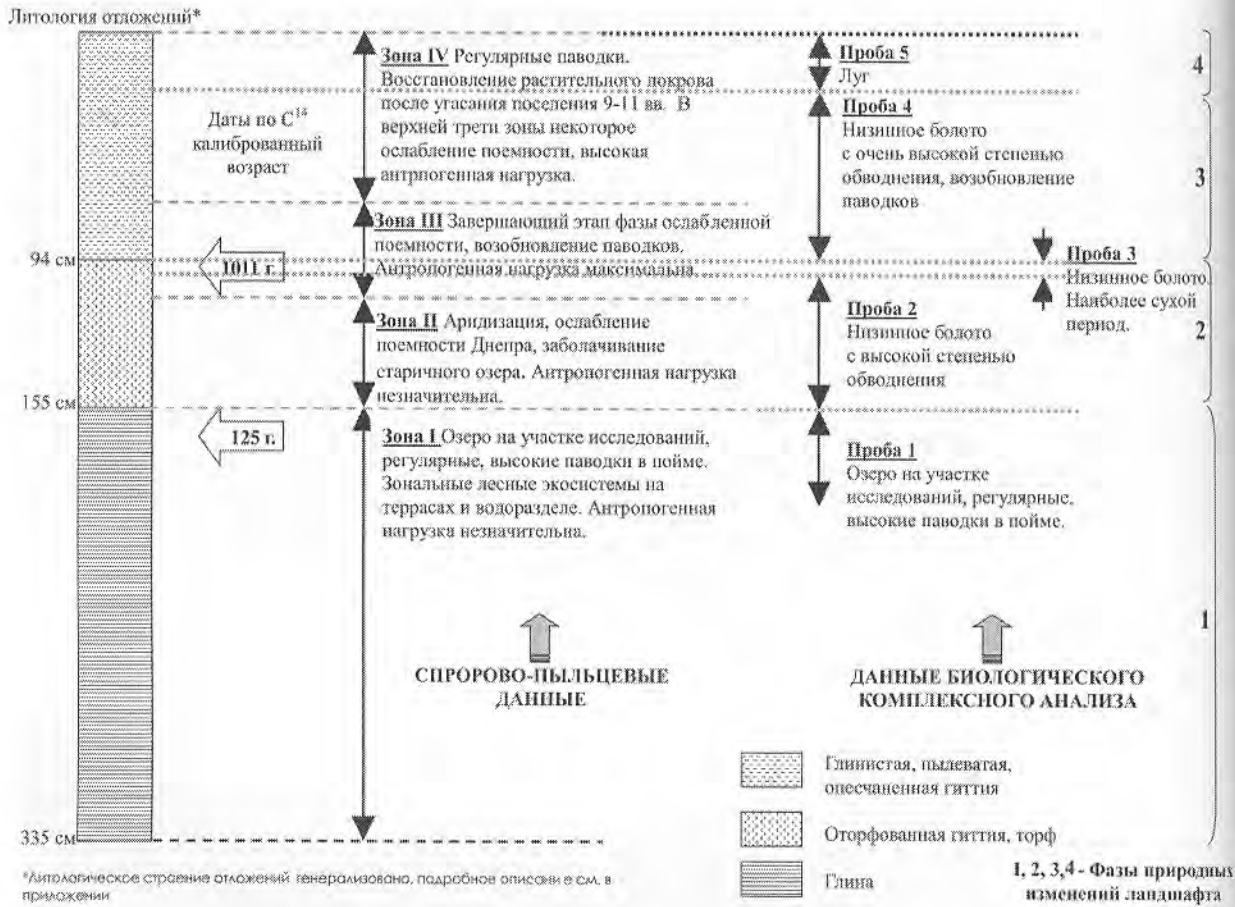 Литология отложений*
Даты по С¹⁴
калиброванный
возраст
94 см
155 см
335 см
1011 г.
125 г.
Зона IV Регулярные паводки.
Восстановление растительного покрова
после угасания поселения 9-11 вв. В
верхней трети зоны некоторое
ослабление поемности, высокая
антрпогенная нагрузка.
Зона III Завершающий этап фазы ослабленной
поемности, возобновление паводков.
Антропогенная нагрузка максимальна.
Зона II Аридизация, ослабление
поемности Днепра, заболачивание
старичного озера. Антропогенная нагрузка
незначительна.
Зона I Озеро на участке исследований,
регулярные, высокие паводки в пойме.
Зональные лесные экосистемы на
террасах и водоразделе. Антропогенная
нагрузка незначительна.
СПРОРОВО-ПЫЛЬЦЕВЫЕ
ДАННЫЕ
Проба 5
Луг
Проба 4
Низинное болото
с очень высокой степенью
обводнения, возобновление
паводков
Проба 3
Низинное болото.
Наиболее сухой
период.
Проба 2
Низинное болото
с высокой степенью
обводнения
Проба 1
Озеро на участке
исследований, регулярные,
высокие паводки в пойме.
ДАННЫЕ БИОЛОГИЧЕСКОГО
КОМПЛЕКСНОГО АНАЛИЗА
4
3
2
1
Глинистая, пылеватая,
опесчаненная гиттия
Оторфованная гиттия, торф
Глина
1, 2, 3,4 - Фазы природных
изменений ландшафта
*Литологическое строение отложений генерализовано, подробное описание см. в
приложении